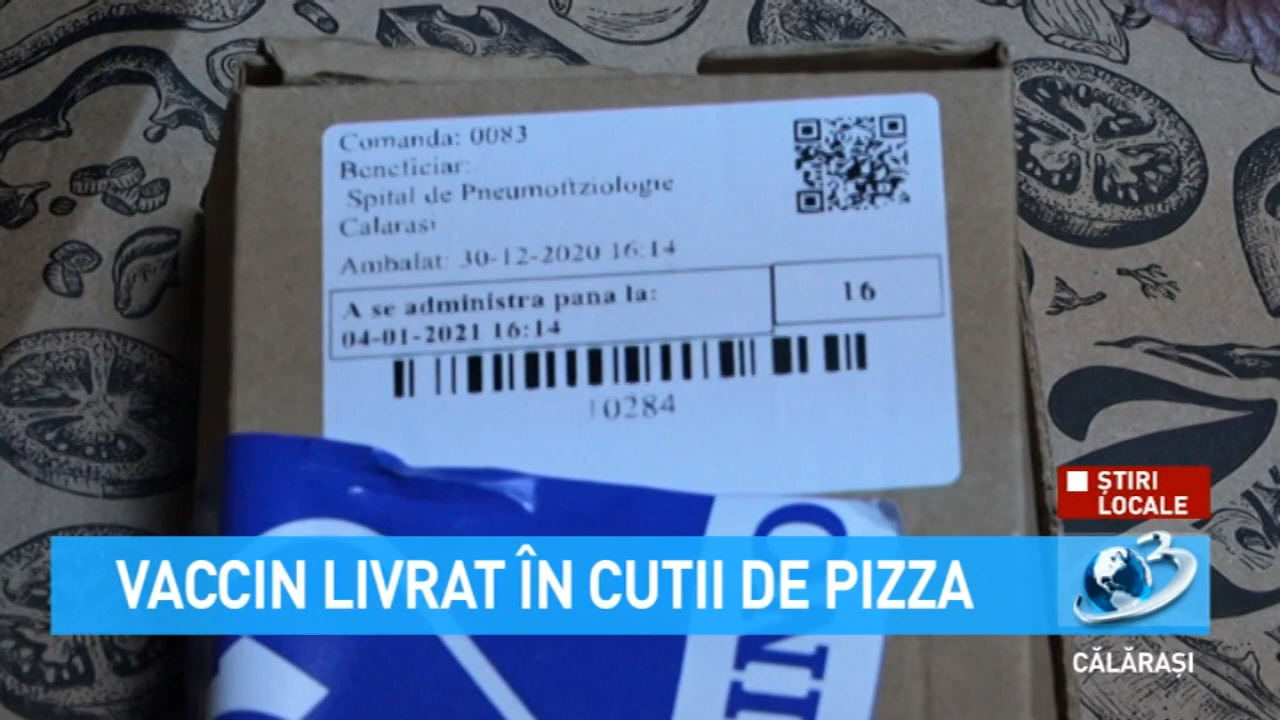 Comanda: 0083
Beneficiar:
Spital de Pneumoftziologie
Calarasi
Ambalat: 30-12-2020 16:14
A se administra pana la:
04-01-2021 16:14
16
10284
INO
ȘTIRI
LOCALE
VACCIN LIVRAT ÎN CUTII DE PIZZA
3
CĂLĂRAȘI